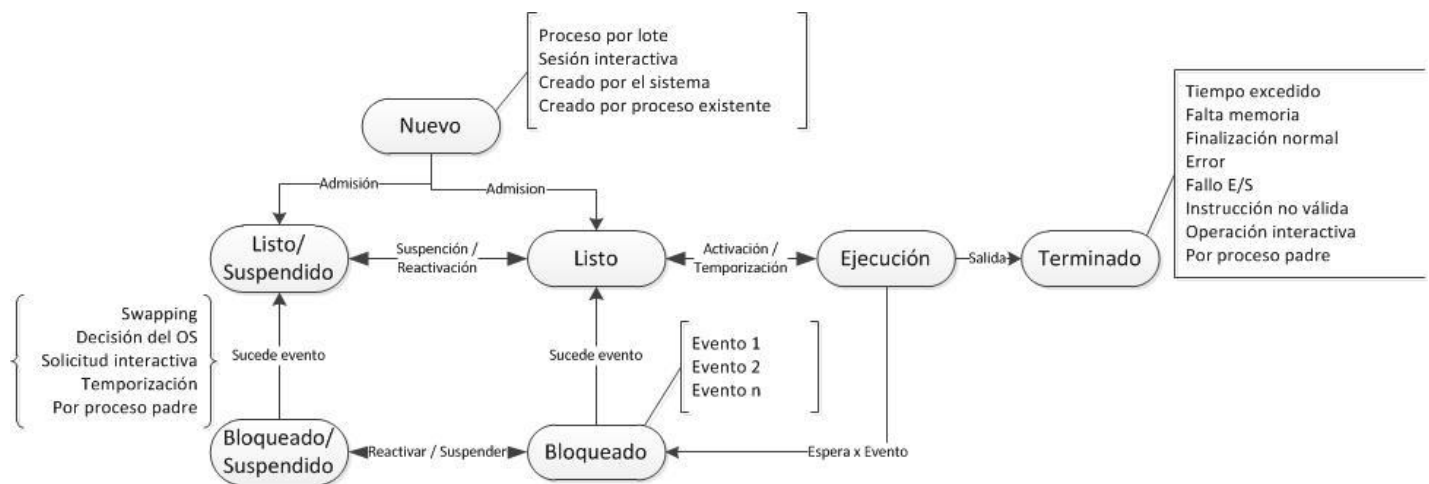 Proceso por lote
Sesión interactiva
Creado por el sistema
Creado por proceso existente
Nuevo
Tiempo excedido
Falta memoria
Finalización normal
Error
Fallo E/S
Instrucción no válida
Operación interactiva
Por proceso padre
Admisión
Admision
Listo/
Suspendido
Suspención /
Reactivación
Listo
Activación /
Temporización
Ejecución
Salida
Terminado
Swapping
Decisión del OS
Solicitud interactiva
Temporización
Por proceso padre
Sucede evento
Sucede evento
Evento 1
Evento 2
Evento n
Bloqueado/
Suspendido
Reactivar / Suspender
Bloqueado
Espera x Evento